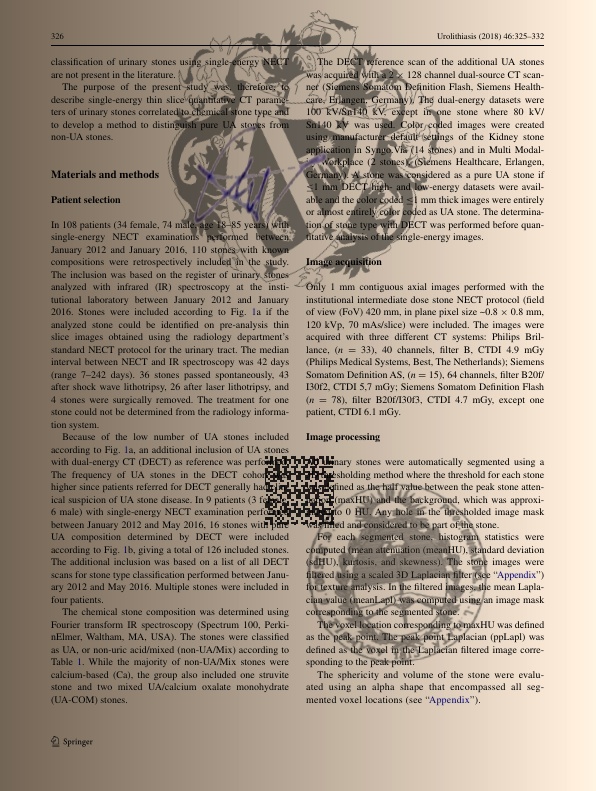 326
Urolithiasis (2018) 46:325–332
classification of urinary stones using single-energy NECT
are not present in the literature.
The purpose of the present study was, therefore, to
describe single-energy thin slice quantitative CT parame-
ters of urinary stones correlated to chemical stone type and
to develop a method to distinguish pure UA stones from
non-UA stones.
Materials and methods
Patient selection
In 108 patients (34 female, 74 male, age 18–85 years) with
single-energy NECT examinations performed between
January 2012 and January 2016, 110 stones with known
compositions were retrospectively included in the study.
The inclusion was based on the register of urinary stones
analyzed with infrared (IR) spectroscopy at the insti-
tutional laboratory between January 2012 and January
2016. Stones were included according to Fig. 1a if the
analyzed stone could be identified on pre-analysis thin
slice images obtained using the radiology department's
standard NECT protocol for the urinary tract. The median
interval between NECT and IR spectroscopy was 42 days
(range 7–242 days). 36 stones passed spontaneously, 43
after shock wave lithotripsy, 26 after laser lithotripsy, and
4 stones were surgically removed. The treatment for one
stone could not be determined from the radiology informa-
tion system.
Because of the low number of UA stones included
according to Fig. 1a, an additional inclusion of UA stones
with dual-energy CT (DECT) as reference was
The frequency of UA stones in the DECT
higher since patients referred for DECT generally
ical suspicion of UA stone disease. In 9 patients (3
6 male) with single-energy NECT examination
between January 2012 and May 2016, 16 stones with pure
UA composition determined by DECT were included
according to Fig. 1b, giving a total of 126 included stones.
The additional inclusion was based on a list of all DECT
scans for stone type classification performed between Janu-
ary 2012 and May 2016. Multiple stones were included in
four patients.
The chemical stone composition was determined using
Fourier transform IR spectroscopy (Spectrum 100, Perki-
nElmer, Waltham, MA, USA). The stones were classified
as UA, or non-uric acid/mixed (non-UA/Mix) according to
Table 1. While the majority of non-UA/Mix stones were
calcium-based (Ca), the group also included one struvite
stone and two mixed UA/calcium oxalate monohydrate
(UA-COM) stones.
The DECT reference scan of the additional UA stones
was acquired with a 2 × 128 channel dual-source CT scan-
ner (Siemens Somatom Definition Flash, Siemens Health-
care, Erlangen, Germany). The dual-energy datasets were
100 kV/Sn140 kV, except in one stone where 80 kV/
Sn140 kV was used. Color coded images were created
using manufacturer default settings of the Kidney stone
application in Syngo Via (14 stones) and in Multi Modal-
Workplace (2 stones) (Siemens Healthcare, Erlangen,
Germany). A stone was considered as a pure UA stone if
≤1 mm DECT high- and low-energy datasets were avail-
able and the color coded ≤1 mm thick images were entirely
or almost entirely color coded as UA stone. The determina-
tion of stone type with DECT was performed before quan-
titative analysis of the single-energy images.
Image acquisition
Only 1 mm contiguous axial images performed with the
institutional intermediate dose stone NECT protocol (field
of view (FoV) 420 mm, in plane pixel size ~0.8 × 0.8 mm,
120 kVp, 70 mAs/slice) were included. The images were
acquired with three different CT systems: Philips Bril-
liance, (n = 33), 40 channels, filter B, CTDI 4.9 mGy
(Philips Medical Systems, Best, The Netherlands); Siemens
Somatom Definition AS, (n = 15), 64 channels, filter B20f/
I30f2, CTDI 5,7 mGy; Siemens Somatom Definition Flash
(n = 78), filter B20f/I30f3, CTDI 4.7 mGy, except one
patient, CTDI 6.1 mGy.
Image processing
stones were automatically segmented using a
method where the threshold for each stone
defined as the half value between the peak stone atten-
(maxHU) and the background, which was approxi-
to 0 HU. Any hole in the thresholded image mask
was filled and considered to be part of the stone.
For each segmented stone, histogram statistics were
computed (mean attenuation (meanHU), standard deviation
(sdHU), kurtosis, and skewness). The stone images were
filtered using a scaled 3D Laplacian filter (see “Appendix”)
for texture analysis. In the filtered images, the mean Lapla-
cian value (meanLapl) was computed using an image mask
corresponding to the segmented stone.
The voxel location corresponding to maxHU was defined
as the peak point. The peak point Laplacian (ppLapl) was
defined as the voxel in the Laplacian filtered image corre-
sponding to the peak point.
The sphericity and volume of the stone were evalu-
ated using an alpha shape that encompassed all seg-
mented voxel locations (see “Appendix”).
Springer